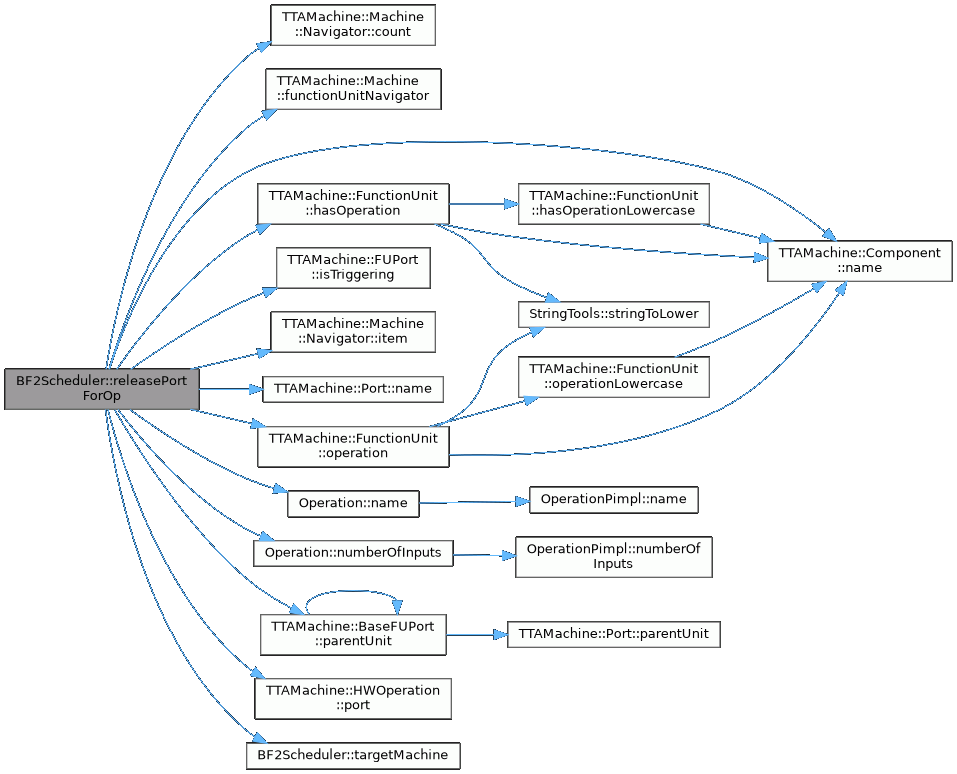 TTAMachine::Machine
::Navigator::count
TTAMachine::Machine
::functionUnitNavigator
TTAMachine::FunctionUnit
::hasOperation
TTAMachine::FunctionUnit
::hasOperationLowercase
TTAMachine::Component
::name
TTAMachine::FUPort
::isTriggering
StringTools::stringToLower
TTAMachine::Machine
::Navigator::item
TTAMachine::FunctionUnit
::operationLowercase
BF2Scheduler::releasePort
ForOp
TTAMachine::Port::name
TTAMachine::FunctionUnit
::operation
Operation::name
OperationPimpl::name
Operation::numberOfInputs
OperationPimpl::numberOf
Inputs
TTAMachine::BaseFUPort
::parentUnit
TTAMachine::Port::parentUnit
TTAMachine::HWOperation
::port
BF2Scheduler::targetMachine